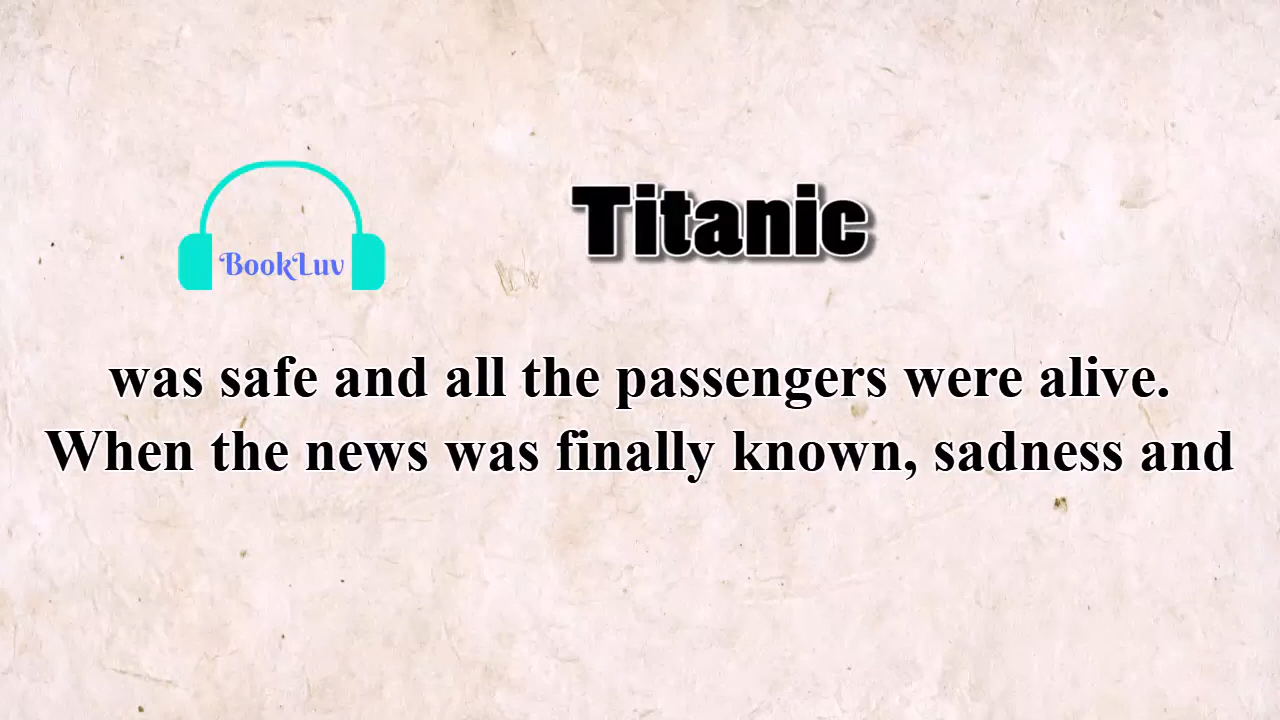 BookLuv
Titanic
was safe and all the passengers were alive.
When the news was finally known, sadness and